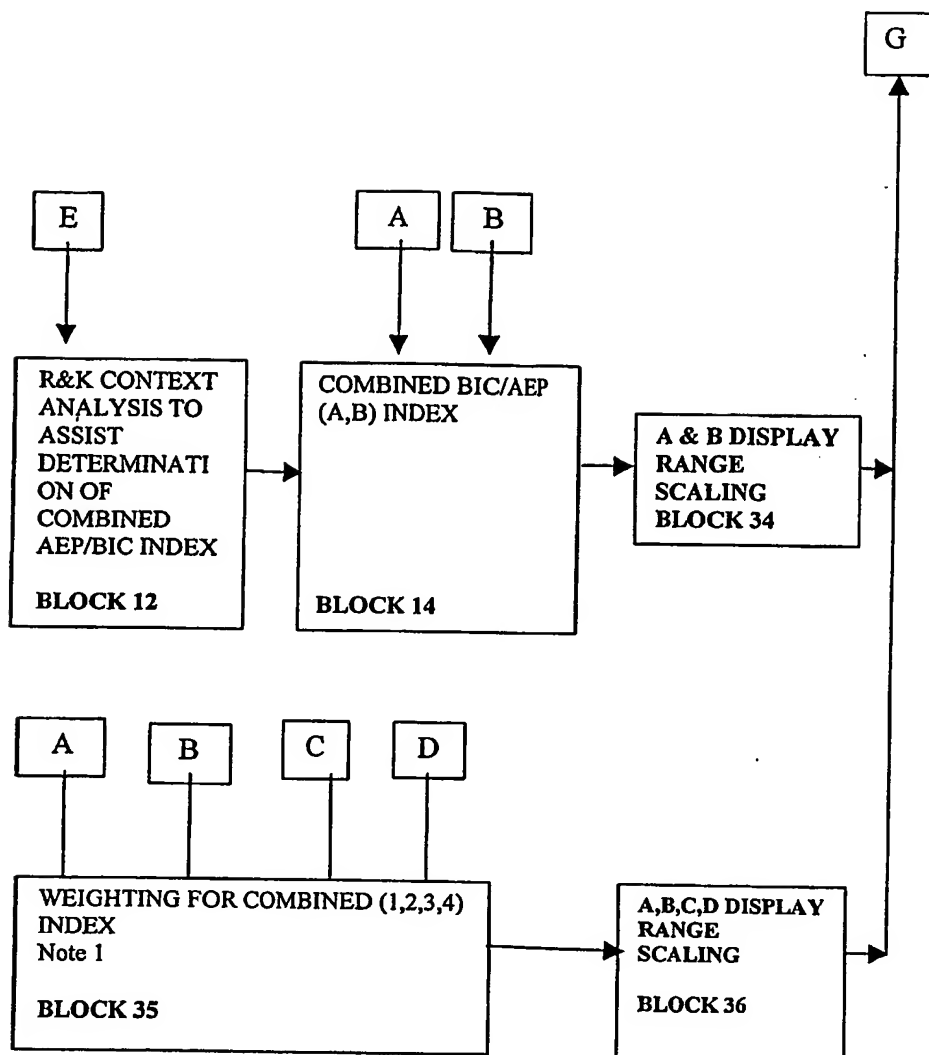 G
E
A
B
R&K CONTEXT
ANALYSIS TO
ASSIST
DETERMINATI
ON OF
COMBINED
AEP/BIC INDEX
BLOCK 12
COMBINED BIC/AEP
(A,B) INDEX
BLOCK 14
A & B DISPLAY
RANGE
SCALING
BLOCK 34
A
B
C
D
WEIGHTING FOR COMBINED (1,2,3,4)
INDEX
Note 1
BLOCK 35
A,B,C,D DISPLAY
RANGE
SCALING
BLOCK 36